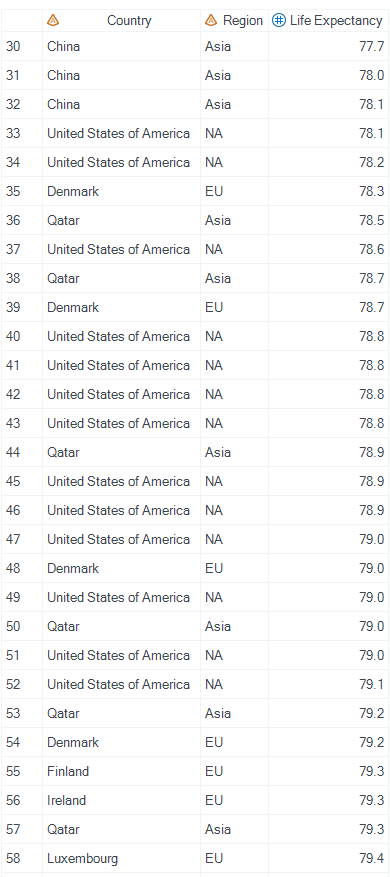 Country Region Life Expectancy
30 China Asia 77.7
31 China Asia 78.0
32 China Asia 78.1
33 United States of America NA 78.1
34 United States of America NA 78.2
35 Denmark EU 78.3
36 Qatar Asia 78.5
37 United States of America NA 78.6
38 Qatar Asia 78.7
39 Denmark EU 78.7
40 United States of America NA 78.8
41 United States of America NA 78.8
42 United States of America NA 78.8
43 United States of America NA 78.8
44 Qatar Asia 78.9
45 United States of America NA 78.9
46 United States of America NA 78.9
47 United States of America NA 79.0
48 Denmark EU 79.0
49 United States of America NA 79.0
50 Qatar Asia 79.0
51 United States of America NA 79.0
52 United States of America NA 79.1
53 Qatar Asia 79.2
54 Denmark EU 79.2
55 Finland EU 79.3
56 Ireland EU 79.3
57 Qatar Asia 79.3
58 Luxembourg EU 79.4